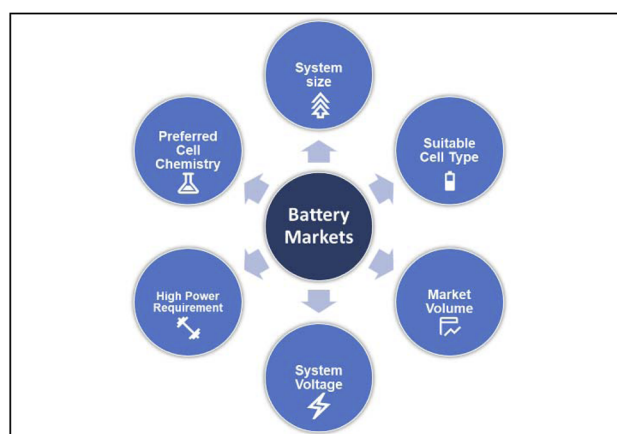 System
size
Preferred
Cell
Chemistry
Suitable
Cell Type
Battery
Markets
High Power
Requirement
Market
Volume
System
Voltage